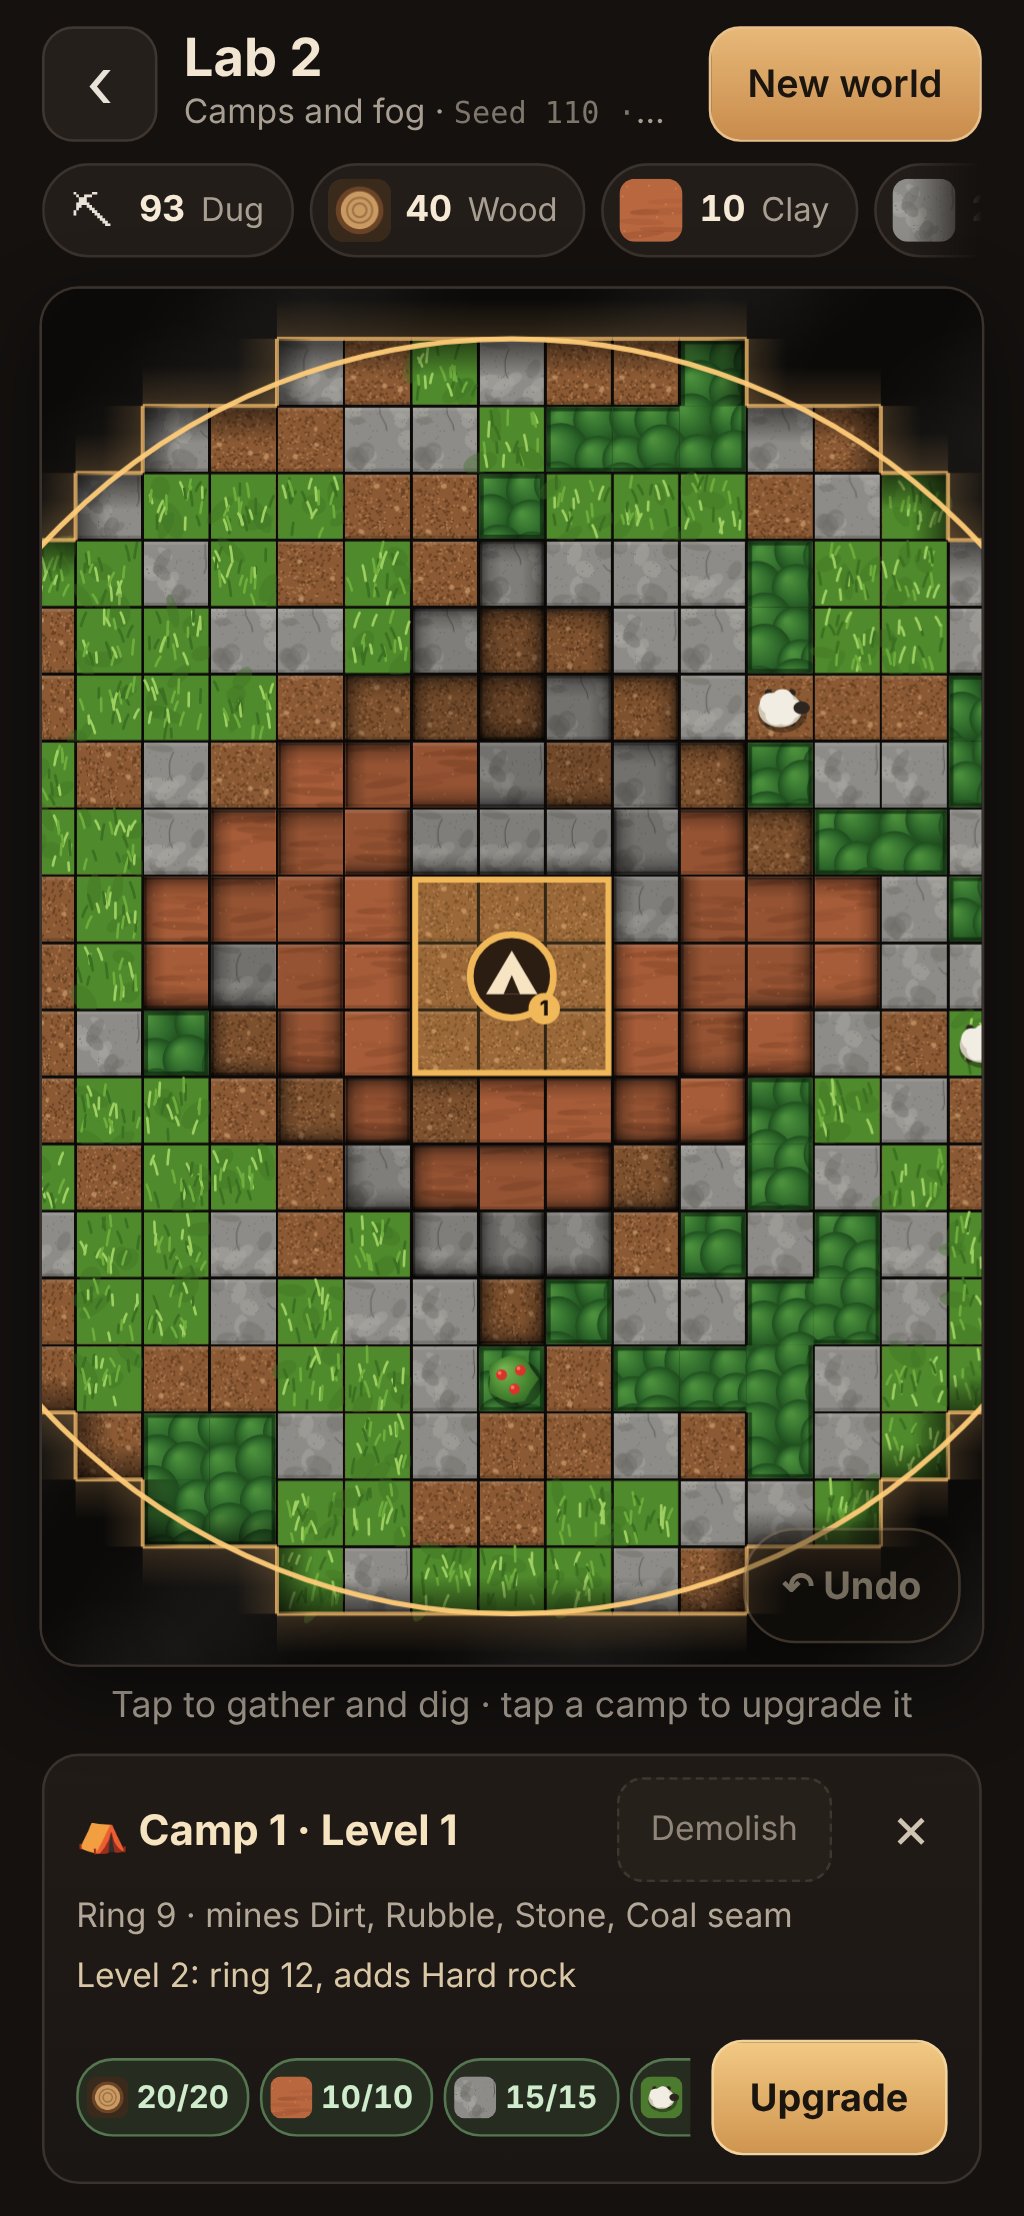 ‹ Lab 2
Camps and fog · Seed 110 ·…
New world
93 Dug
40 Wood
10 Clay
1
↶ Undo
Tap to gather and dig · tap a camp to upgrade it
Camp 1 · Level 1
Demolish
✕
Ring 9 · mines Dirt, Rubble, Stone, Coal seam
Level 2: ring 12, adds Hard rock
20/20
10/10
15/15
Upgrade